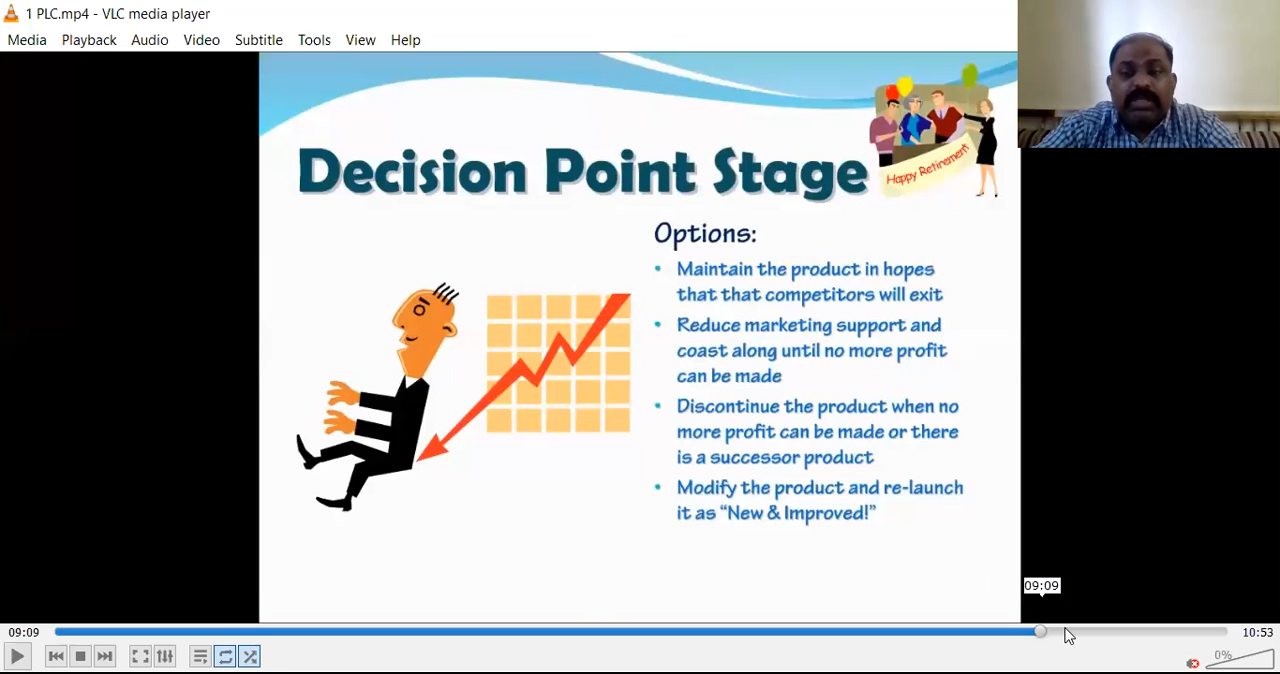 1 PLC.mp4 - VLC media player
Media Playback Audio Video Subtitle Tools View Help
Happy Retirement
Decision Point Stage
Options:
• Maintain the product in hopes
that that competitors will exit
• Reduce marketing support and
coast along until no more profit
can be made
• Discontinue the product when no
more profit can be made or there
is a successor product
• Modify the product and re-launch
it as “New & Improved!”
09:09
09:09
10:53
0%